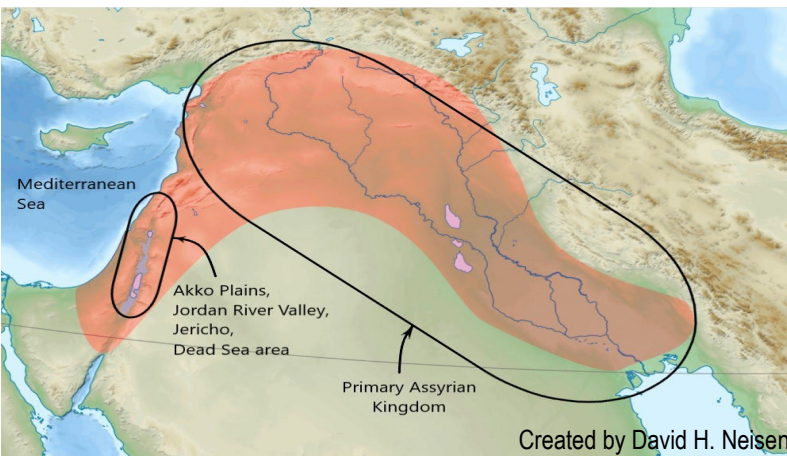 Mediterranean
Sea
Akko Plains,
Jordan River Valley,
Jericho,
Dead Sea area
Primary Assyrian
Kingdom
Created by David H. Neisen